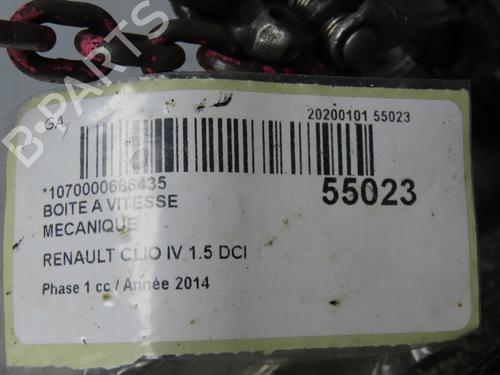 GA
20200101 55023
*1070000686435
55023
BOITE A VITESSE
MECANIQUE
RENAULT CLIO IV 1.5 DCI
Phase 1 cc / Année 2014
B-PARTS